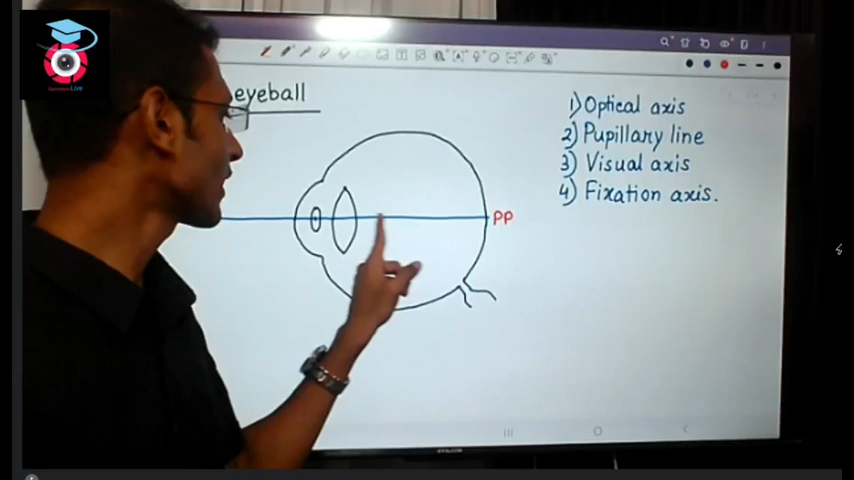 eyeball
1) Optical axis
2) Pupillary line
3) Visual axis
4) Fixation axis.
PP